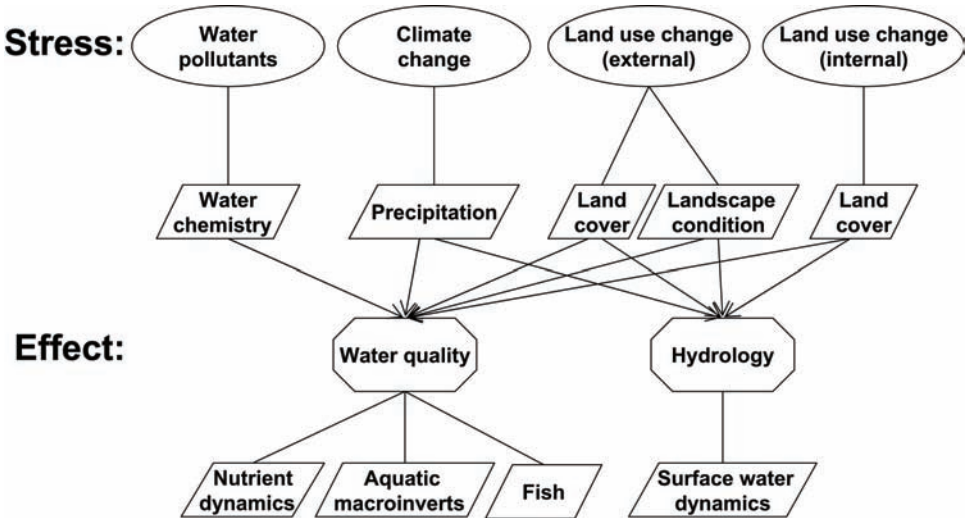 Stress:
Water
pollutants
Climate
change
Land use change
(external)
Land use change
(internal)
Water
chemistry
Precipitation
Land
cover
Landscape
condition
Land
cover
Effect:
Water quality
Hydrology
Nutrient
dynamics
Aquatic
macroinverts
Fish
Surface water
dynamics